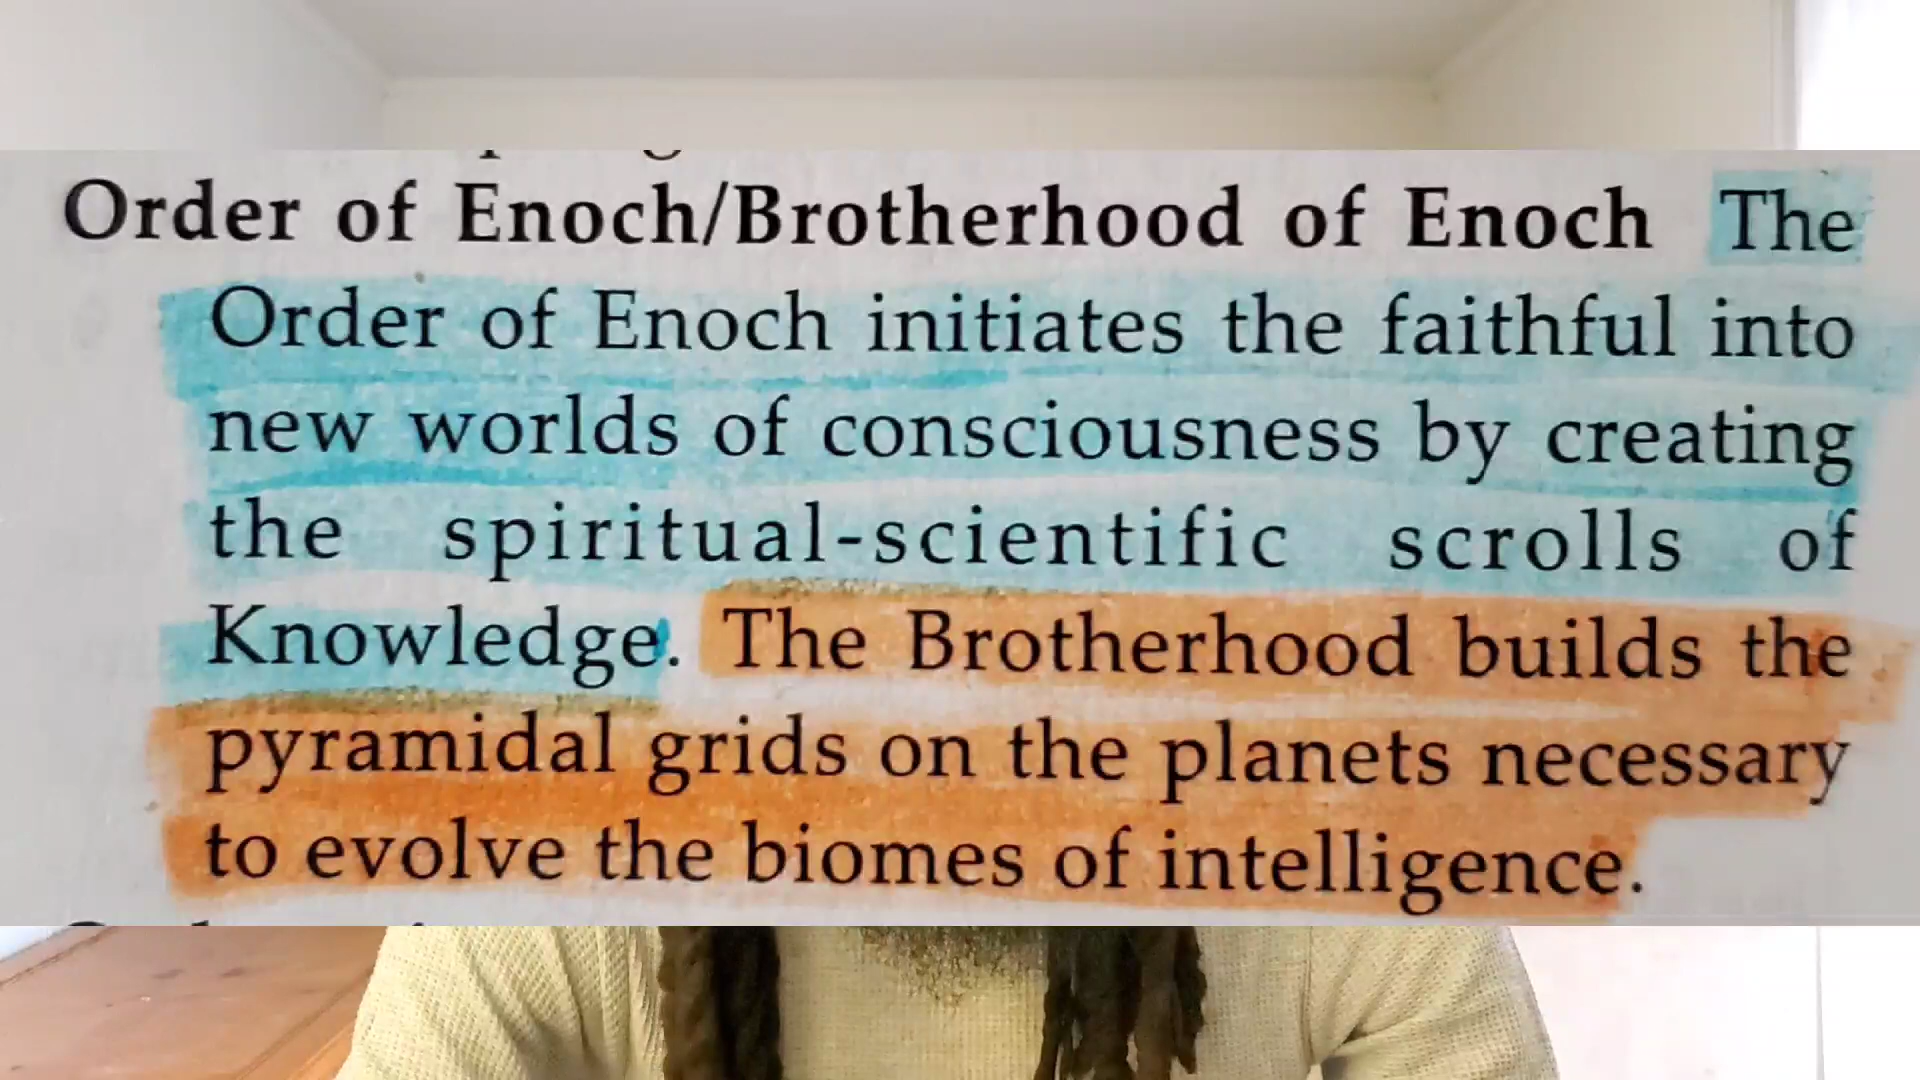 Order of Enoch/Brotherhood of Enoch The
Order of Enoch initiates the faithful into
new worlds of consciousness by creating
the spiritual-scientific scrolls of
Knowledge. The Brotherhood builds the
pyramidal grids on the planets necessary
to evolve the biomes of intelligence.